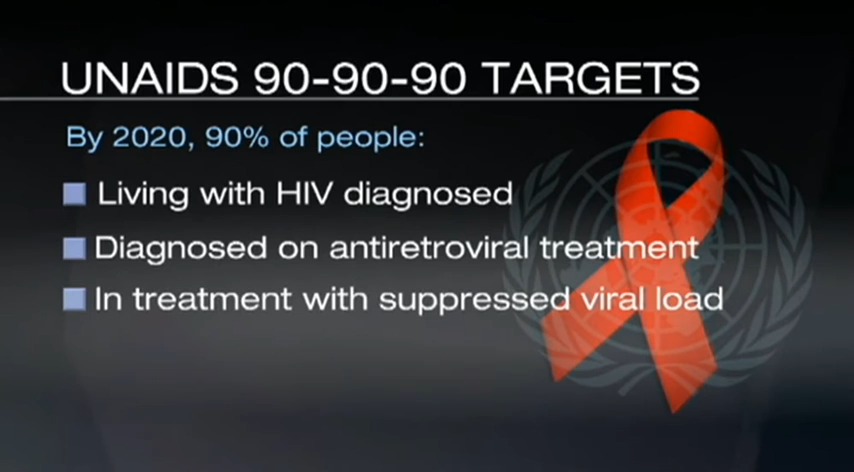 UNAIDS 90-90-90 TARGETS
By 2020, 90% of people:
Living with HIV diagnosed
Diagnosed on antiretroviral treatment
In treatment with suppressed viral load